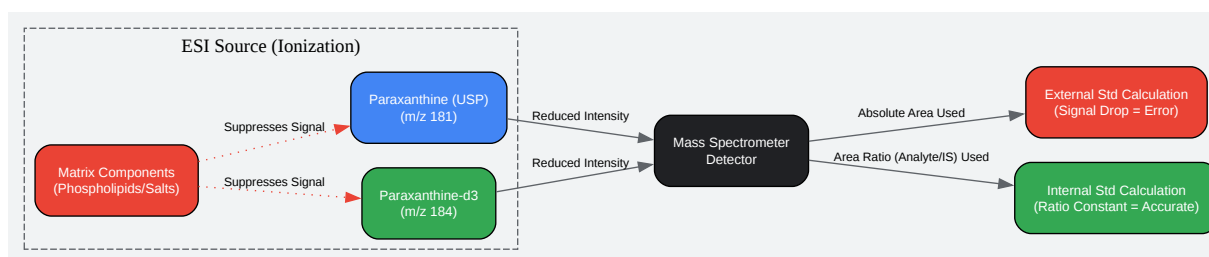 ESI Source (Ionization)
Matrix Components
(Phospholipids/Salts)
Suppresses Signal
Suppresses Signal
Paraxanthine (USP)
(m/z 181)
Paraxanthine-d3
(m/z 184)
Reduced Intensity
Reduced Intensity
Mass Spectrometer
Detector
Absolute Area Used
Area Ratio (Analyte/IS) Used
External Std Calculation
(Signal Drop = Error)
Internal Std Calculation
(Ratio Constant = Accurate)